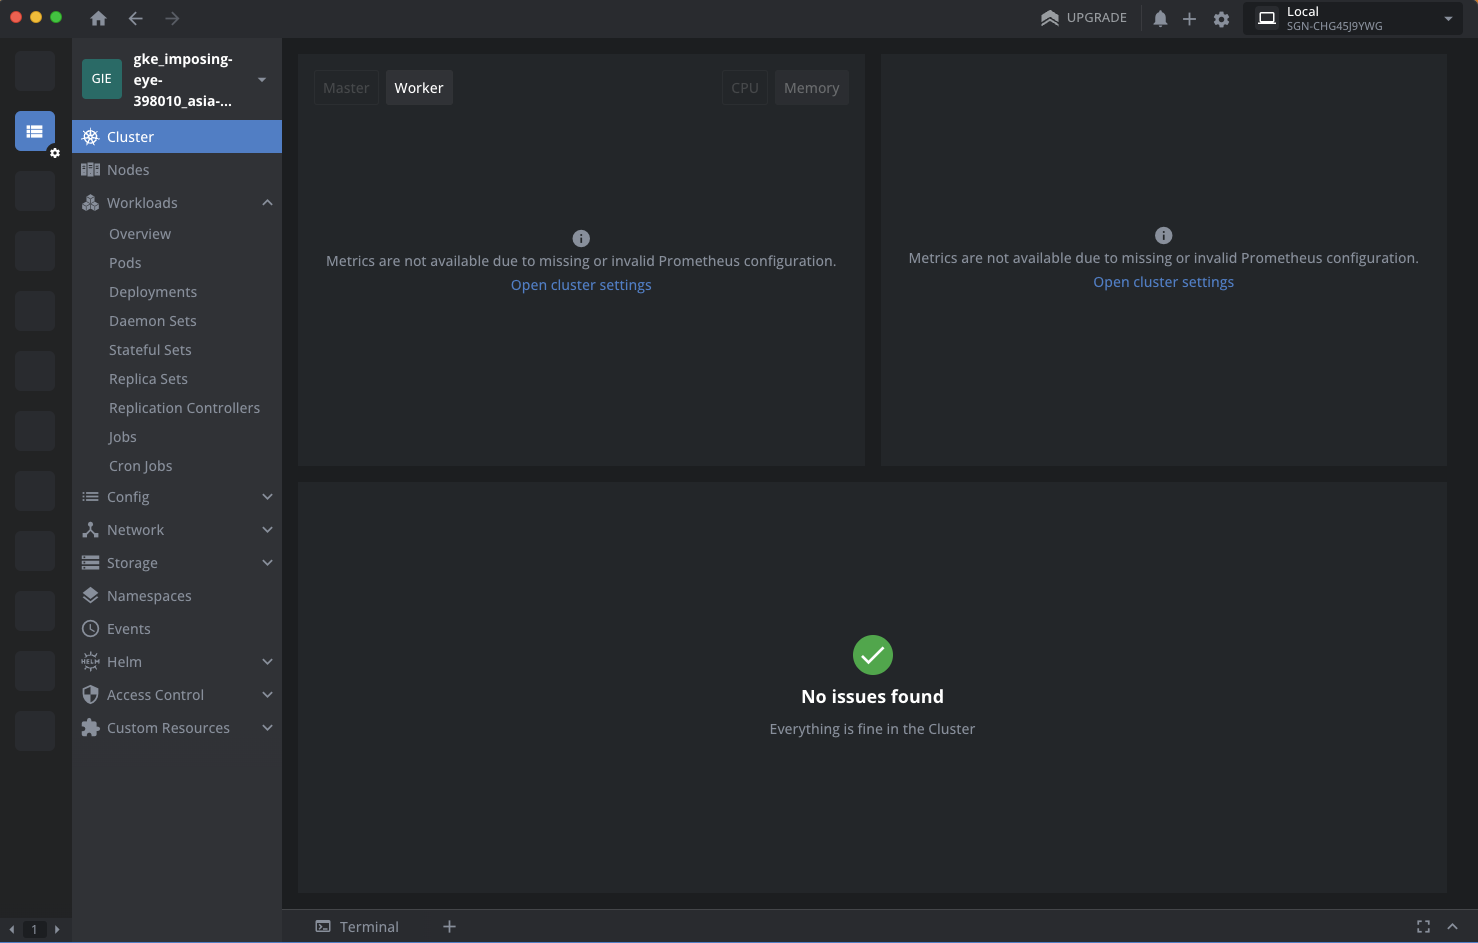 UPGRADE
Local
SGN-CHG45J9YWG
GIE
gke_imposing-
eye-
398010_asia-...
Cluster
Nodes
Workloads
Overview
Pods
Deployments
Daemon Sets
Stateful Sets
Replica Sets
Replication Controllers
Jobs
Cron Jobs
Config
Network
Storage
Namespaces
Events
HELM
Helm
Access Control
Custom Resources
1
Master
Worker
CPU
Memory
Metrics are not available due to missing or invalid Prometheus configuration.
Open cluster settings
Metrics are not available due to missing or invalid Prometheus configuration.
Open cluster settings
No issues found
Everything is fine in the Cluster
Terminal